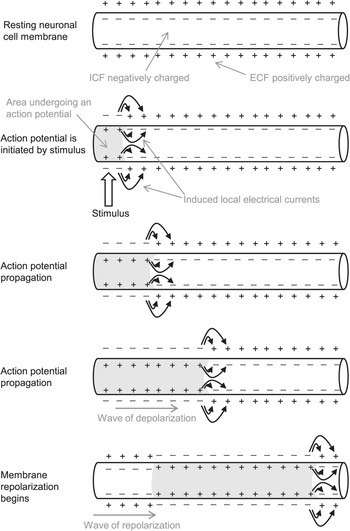 Resting neuronal
cell membrane
ICF negatively charged
ECF positively charged
Area undergoing an
action potential
Action potential is
initiated by stimulus
Induced local electrical currents
Stimulus
Action potential
propagation
Action potential
propagation
Wave of depolarization
Membrane
repolarization
begins
Wave of repolarization